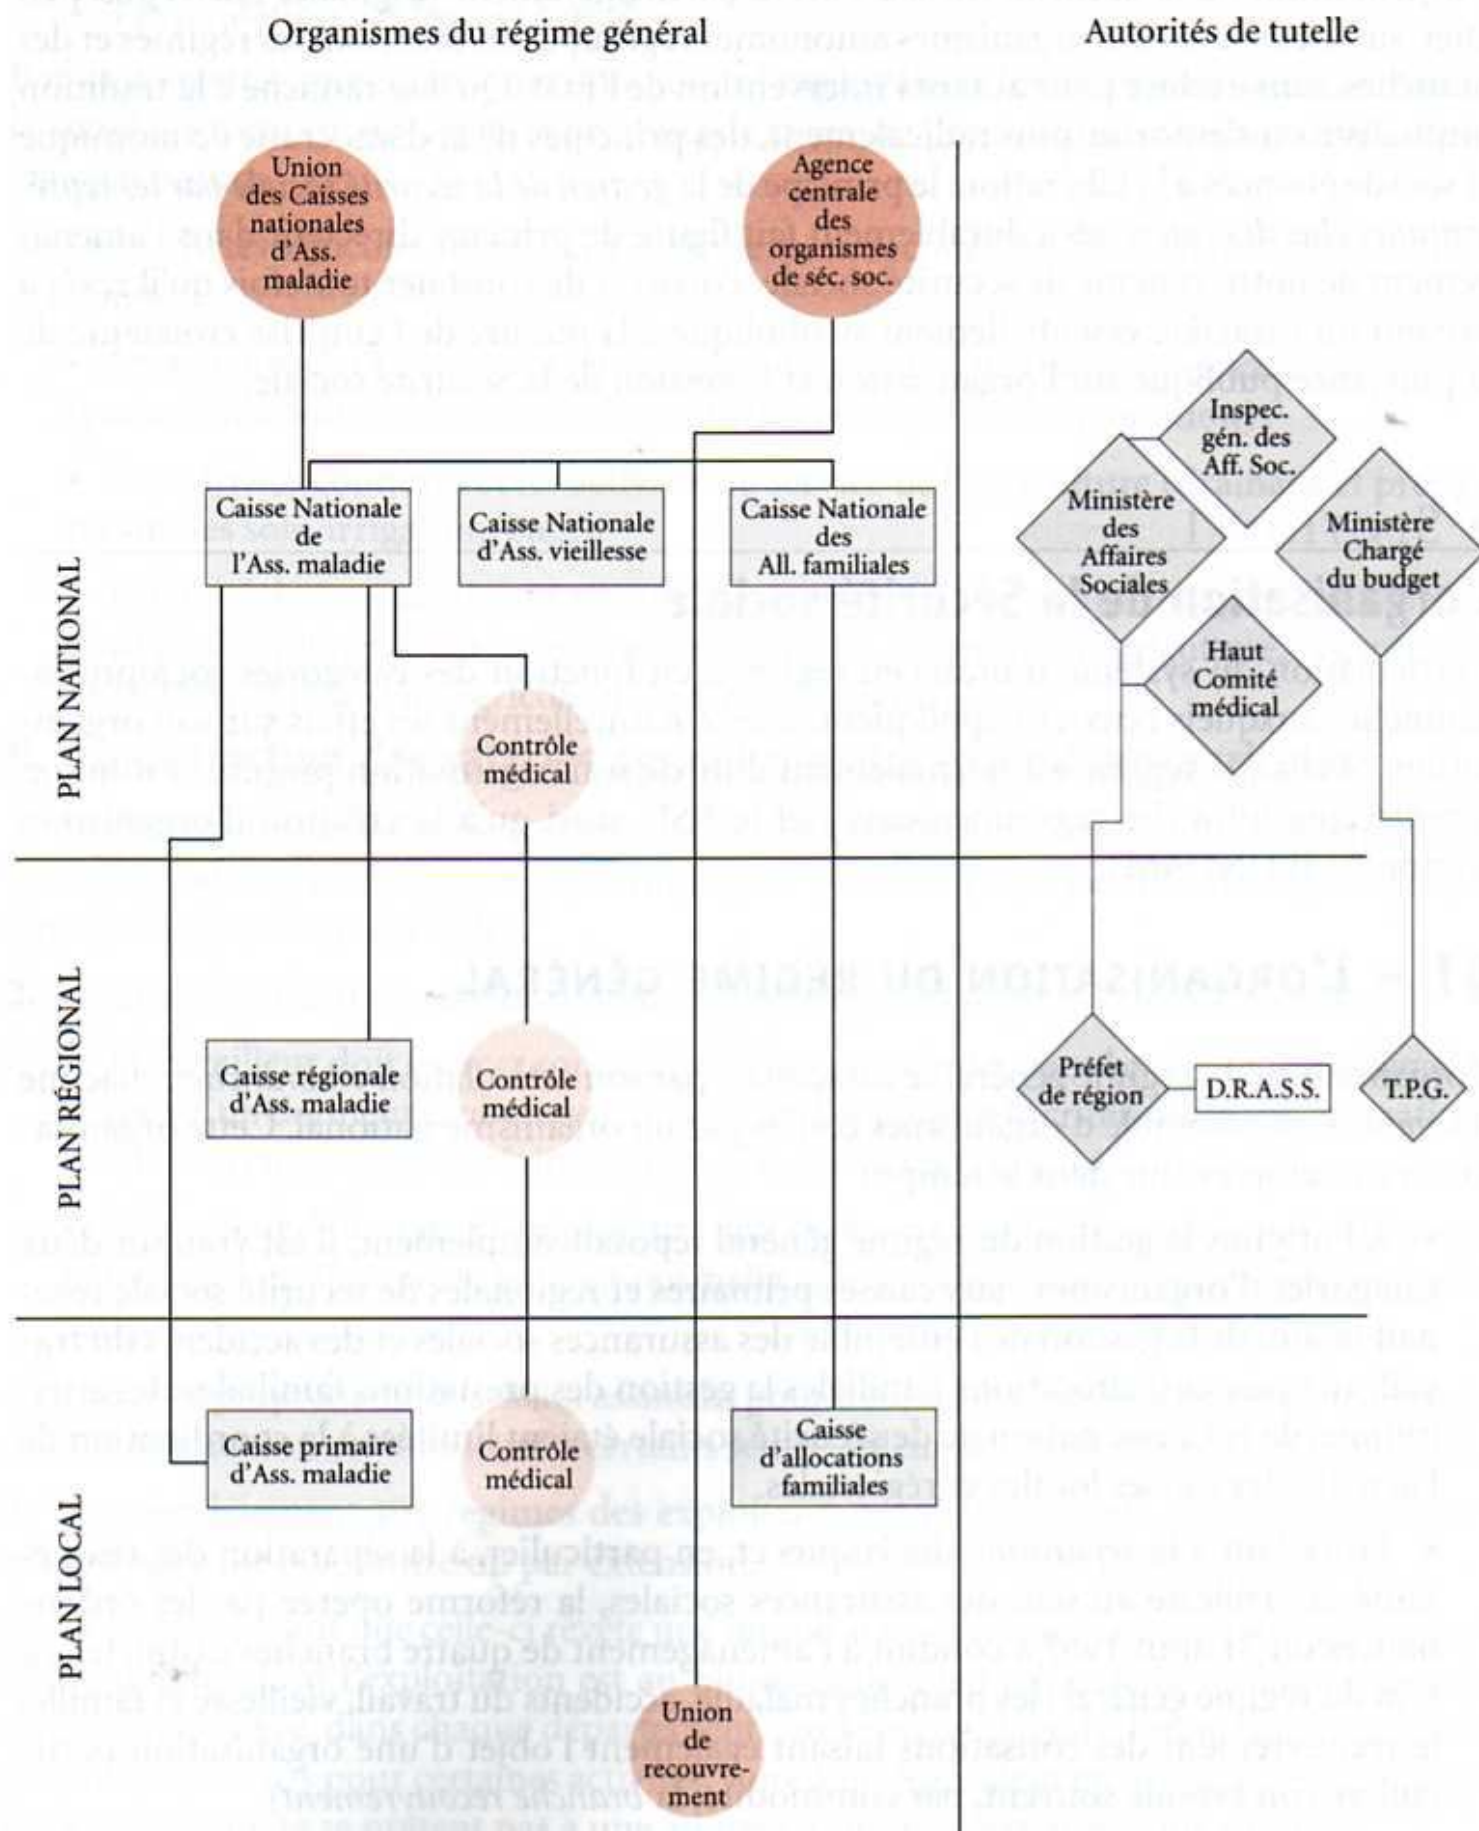 Organismes du régime général
Autorités de tutelle
Union
des Caisses
nationales
d'Ass.
maladie
Agence
centrale
des
organismes
de séc. soc.
Inspec.
gén. des
Aff. Soc.
Ministère
des
Affaires
Sociales
Ministère
Chargé
du budget
Haut
Comité
médical
PLAN NATIONAL
Caisse Nationale
de
l'Ass. maladie
Caisse Nationale
d'Ass. vieillesse
Caisse Nationale
des
All. familiales
Contrôle
médical
PLAN RÉGIONAL
Caisse régionale
d'Ass. maladie
Contrôle
médical
Préfet
de région
D.R.A.S.S.
T.P.G.
PLAN LOCAL
Caisse primaire
d'Ass. maladie
Contrôle
médical
Caisse
d'allocations
familiales
Union
de
recouvre-
ment